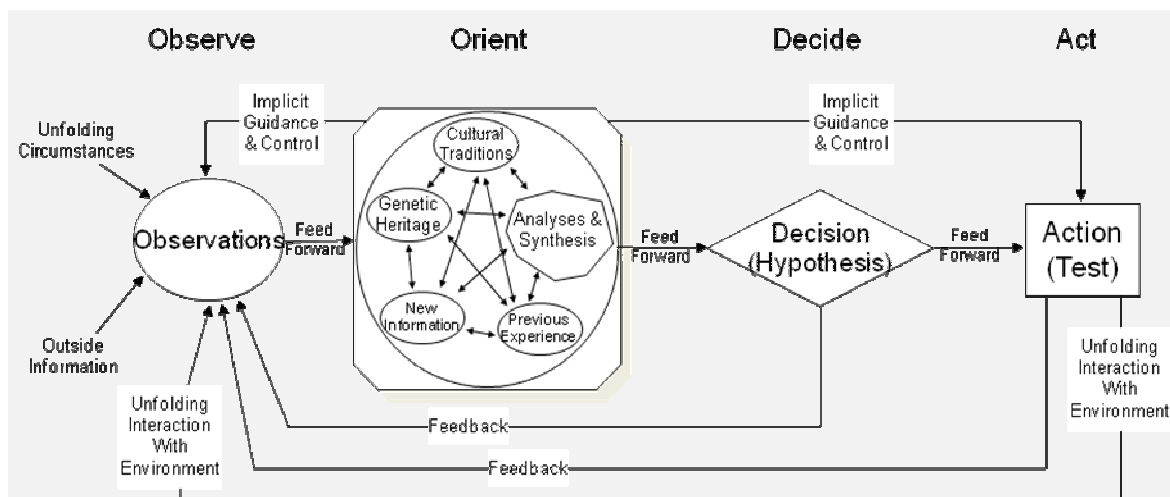 Observe
Orient
Decide
Act
Implicit
Guidance
& Control
Implicit
Guidance
& Control
Unfolding
Circumstances
Cultural
Traditions
Genetic
Heritage
Analyses &
Synthesis
New
Information
Previous
Experience
Observations
Feed
Forward
Feed
Forward
Decision
(Hypothesis)
Feed
Forward
Action
(Test)
Outside
Information
Unfolding
Interaction
With
Environment
Unfolding
Interaction
With
Environment
Feedback
Feedback